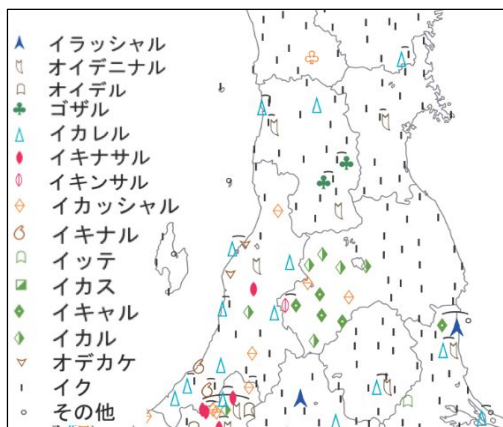 イラッシャル
オイデニナル
オイデル
ゴザル
イカレル
イキナサル
イキンサル
イカッシャル
イキナル
イッテ
イカス
イキャル
イカル
オデカケ
イク
その他